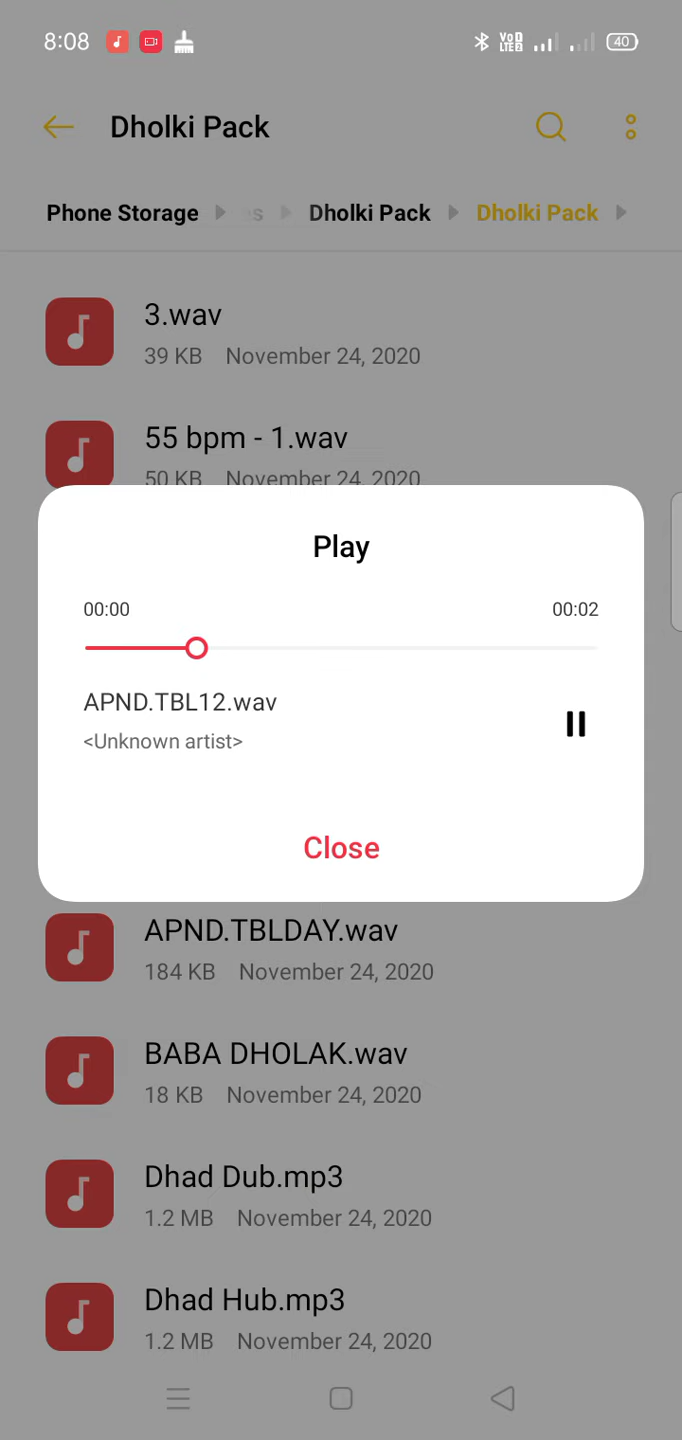 8:08
VoD
LTE2
40
Dholki Pack
Phone Storage
Dholki Pack
Dholki Pack
3.wav
39 KB November 24, 2020
55 bpm - 1.wav
50 KB November 24, 2020
Play
00:00 00:02
APND.TBL12.wav
<Unknown artist>
Close
APND.TBLDAY.wav
184 KB November 24, 2020
BABA DHOLAK.wav
18 KB November 24, 2020
Dhad Dub.mp3
1.2 MB November 24, 2020
Dhad Hub.mp3
1.2 MB November 24, 2020